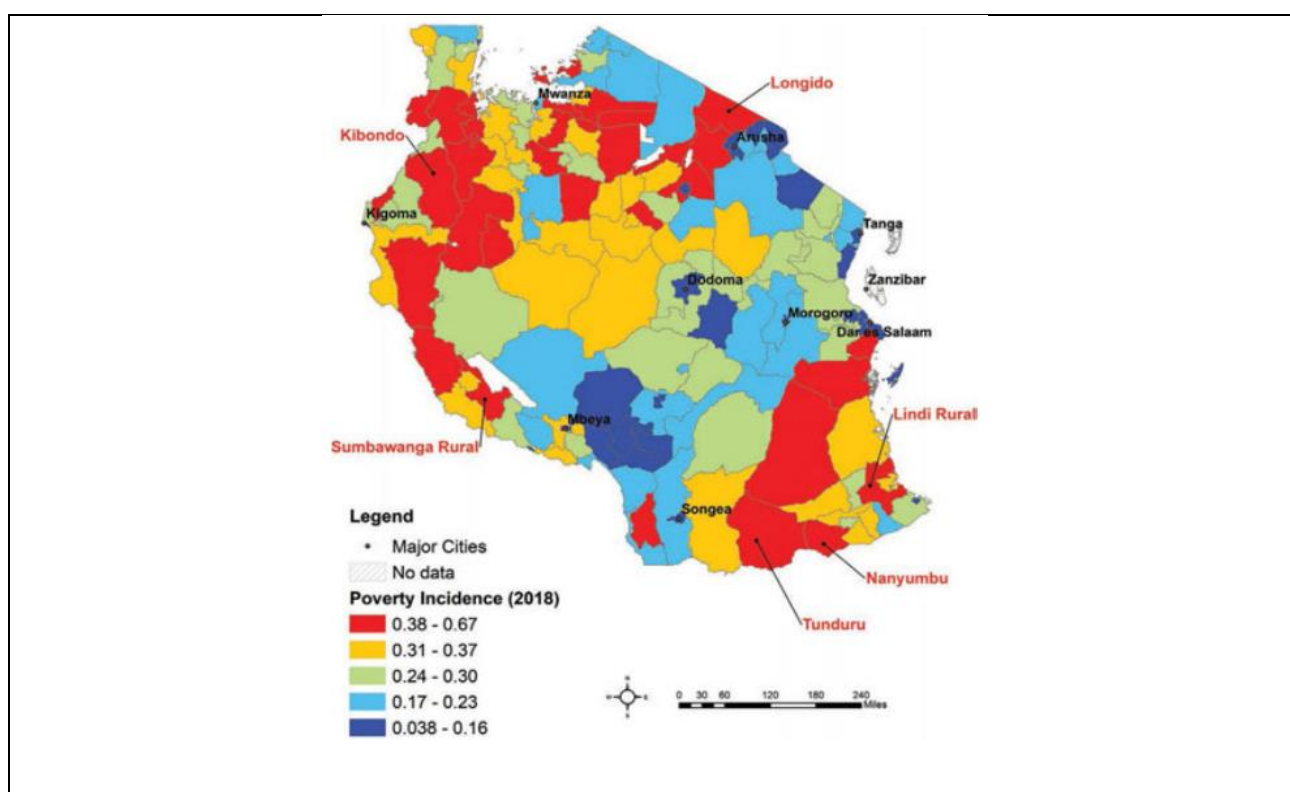 Longido
Mwanza
Kibondo
Arusha
Kigoma
Tanga
Dodoma
Zanzibar
Morogoro
Dar es Salaam
Lindi Rural
Mbeya
Sumbawanga Rural
Songea
Nanyumbu
Tunduru
Legend
Major Cities
No data
Poverty Incidence (2018)
0.38 - 0.67
0.31 - 0.37
0.24 - 0.30
0.17 - 0.23
0.038 - 0.16
N
W E
S
0 30 60 120 180 240
Miles